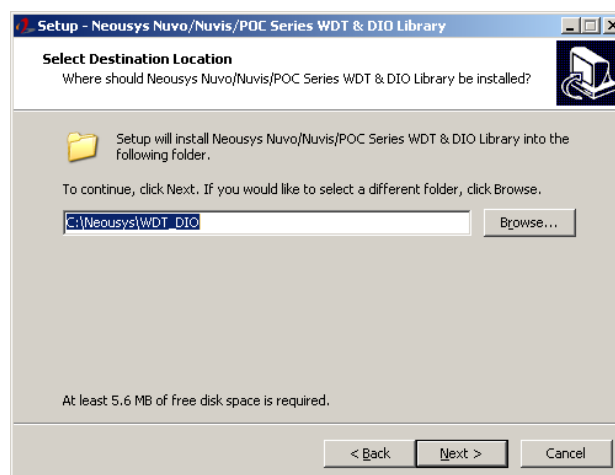 Setup - Neousys Nuvo/Nuvis/POC Series WDT & DIO Library
Select Destination Location
Where should Neousys Nuvo/Nuvis/POC Series WDT & DIO Library be installed?
Setup will install Neousys Nuvo/Nuvis/POC Series WDT & DIO Library into the
following folder.
To continue, click Next. If you would like to select a different folder, click Browse.
C:\Neousys\WDT_DIO
Browse...
At least 5.6 MB of free disk space is required.
< Back
Next >
Cancel